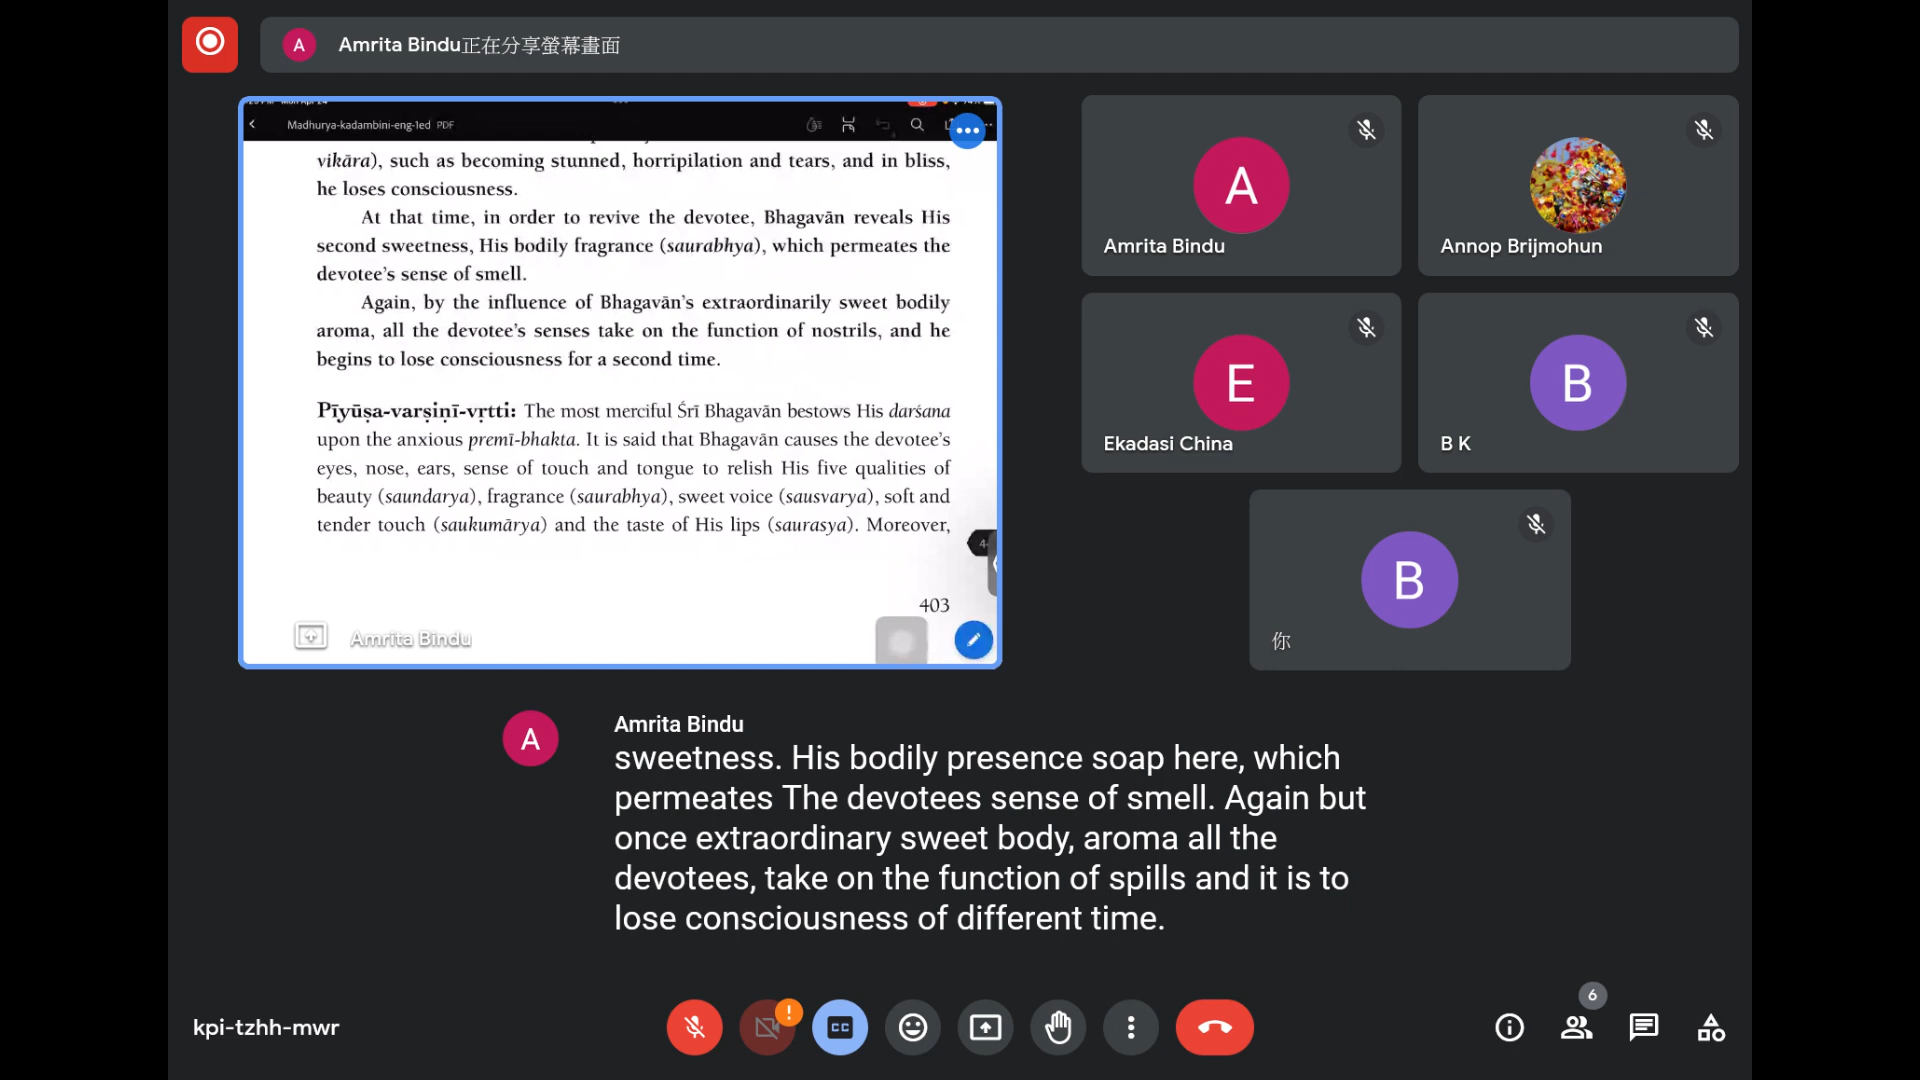 A Amrita Bindu正在分享螢幕畫面
Madhurya-kadambini-eng-1ed PDF
vikāra), such as becoming stunned, horripilation and tears, and in bliss,
he loses consciousness.
At that time, in order to revive the devotee, Bhagavān reveals His
second sweetness, His bodily fragrance (saurabhya), which permeates the
devotee's sense of smell.
Again, by the influence of Bhagavān's extraordinarily sweet bodily
aroma, all the devotee's senses take on the function of nostrils, and he
begins to lose consciousness for a second time.
Pīyūṣa-varṣiṇī-vṛtti: The most merciful Śrī Bhagavān bestows His darśana
upon the anxious premī-bhakta. It is said that Bhagavān causes the devotee's
eyes, nose, ears, sense of touch and tongue to relish His five qualities of
beauty (saundarya), fragrance (saurabhya), sweet voice (sausvarya), soft and
tender touch (saukumārya) and the taste of His lips (saurasya). Moreover,
403
Amrita Bindu
A
Amrita Bindu
Annop Brijmohun
E
Ekadasi China
B
B K
B
你
A
Amrita Bindu
sweetness. His bodily presence soap here, which
permeates The devotees sense of smell. Again but
once extraordinary sweet body, aroma all the
devotees, take on the function of spills and it is to
lose consciousness of different time.
kpi-tzhh-mwr
!
CC
6